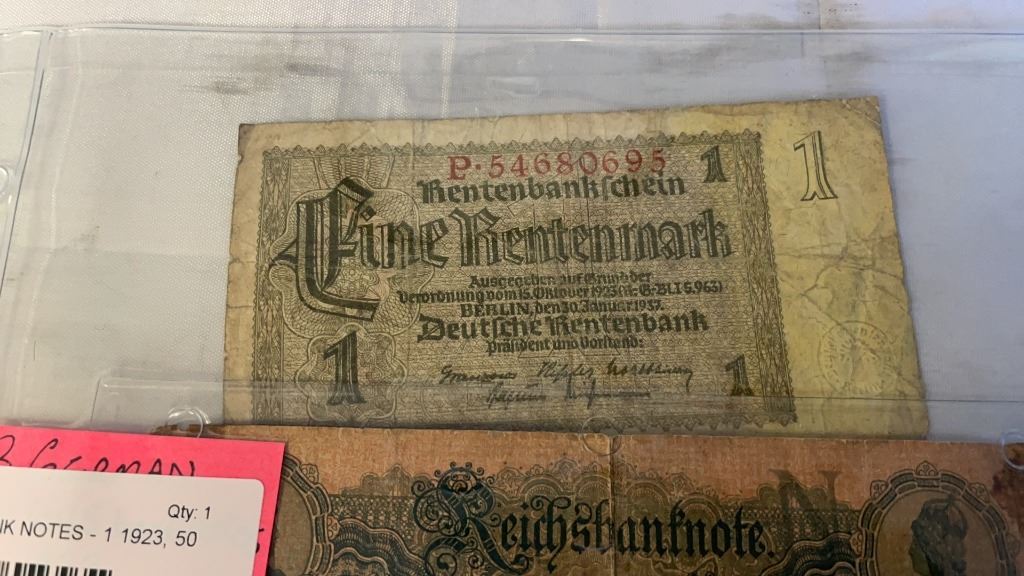 P·54680695
1
1
Rentenbankschein
Eine Rentenmark
Ausgegeben auf Grund der
Verordnung vom 15. Oktober 1923 (R-G-Bl I S. 963)
BERLIN, den 30. Januar 1937.
Deutsche Rentenbank
Präsident und Vorstand:
1
1
Reichsbanknote.
N
GERMAN
Qty: 1
NK NOTES - 1 1923, 50